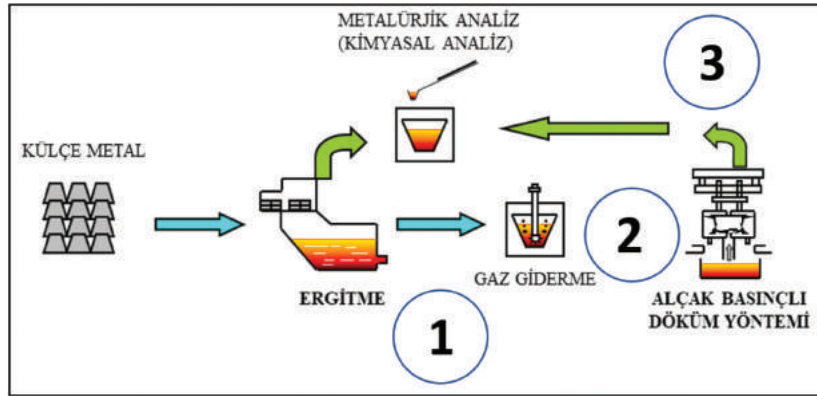 METALÜRJİK ANALİZ
(KİMYASAL ANALİZ)
3
KÜLÇE METAL
2
GAZ GİDERME
ERGİTME
1
ALÇAK BASINÇLI
DÖKÜM YÖNTEMİ